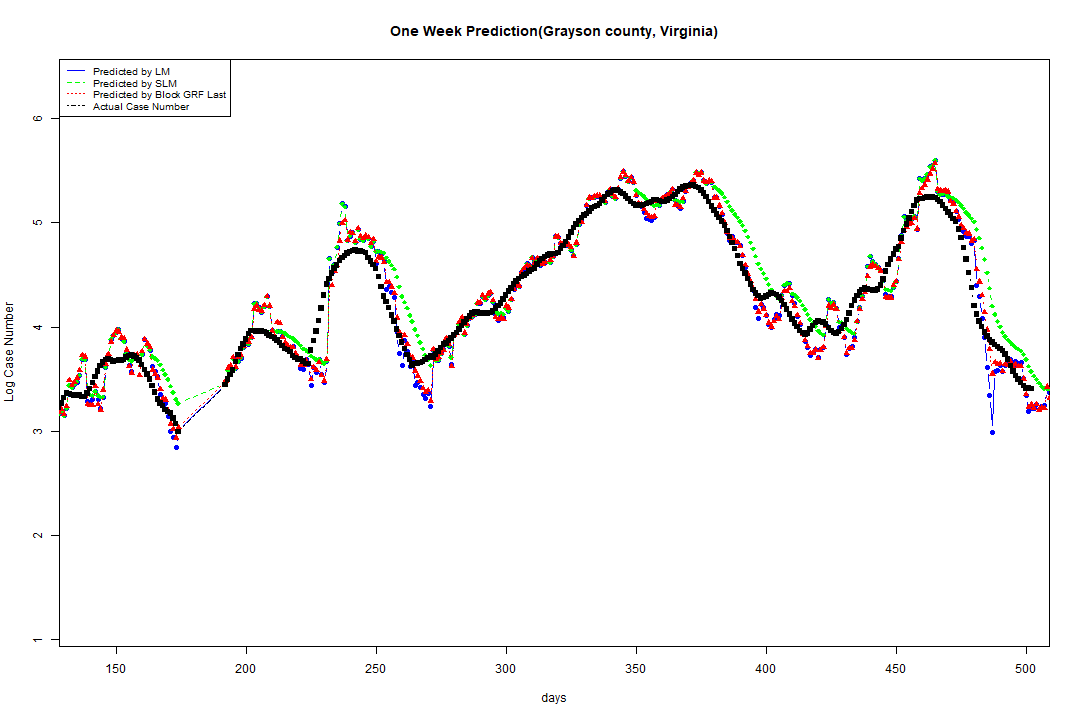 One Week Prediction(Grayson county, Virginia)
Predicted by LM
Predicted by SLM
Predicted by Block GRF Last
Actual Case Number
Log Case Number
6
5
4
3
2
1
150 200 250 300 350 400 450 500
days